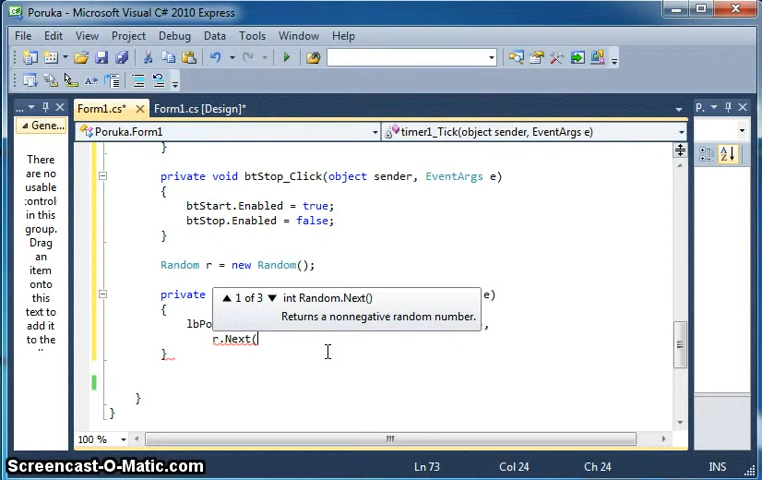 Poruka - Microsoft Visual C# 2010 Express
File Edit View Project Debug Data Tools Window Help
Form1.cs* Form1.cs [Design]* P.
Gene... Poruka.Form1 timer1_Tick(object sender, EventArgs e)
There
are no
usable
controls
in this
group.
Drag
an
item
onto
this
text to
add it
to the
}
private void btStop_Click(object sender, EventArgs e)
{
btStart.Enabled = true;
btStop.Enabled = false;
}
Random r = new Random();
private e)
{
lbPo ,
1 of 3 int Random.Next()
Returns a nonnegative random number.
r.Next(
}
}
}
100 %
Ln 73 Col 24 Ch 24 INS
Screencast-O-Matic.com